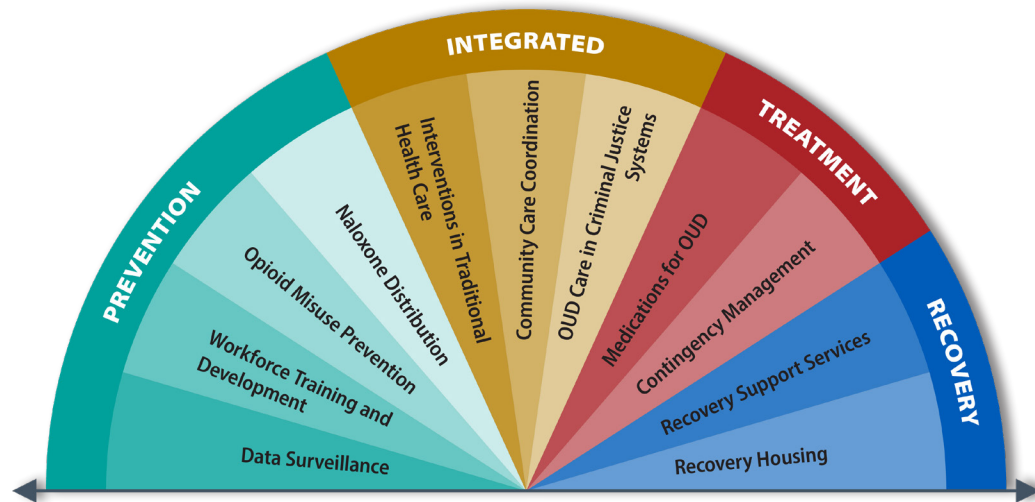 PREVENTION
Data Surveillance
Workforce Training and
Development
Opioid Misuse Prevention
Naloxone Distribution
INTEGRATED
Interventions in Traditional
Health Care
Community Care Coordination
OUD Care in Criminal Justice
Systems
TREATMENT
Medications for OUD
Contingency Management
RECOVERY
Recovery Support Services
Recovery Housing